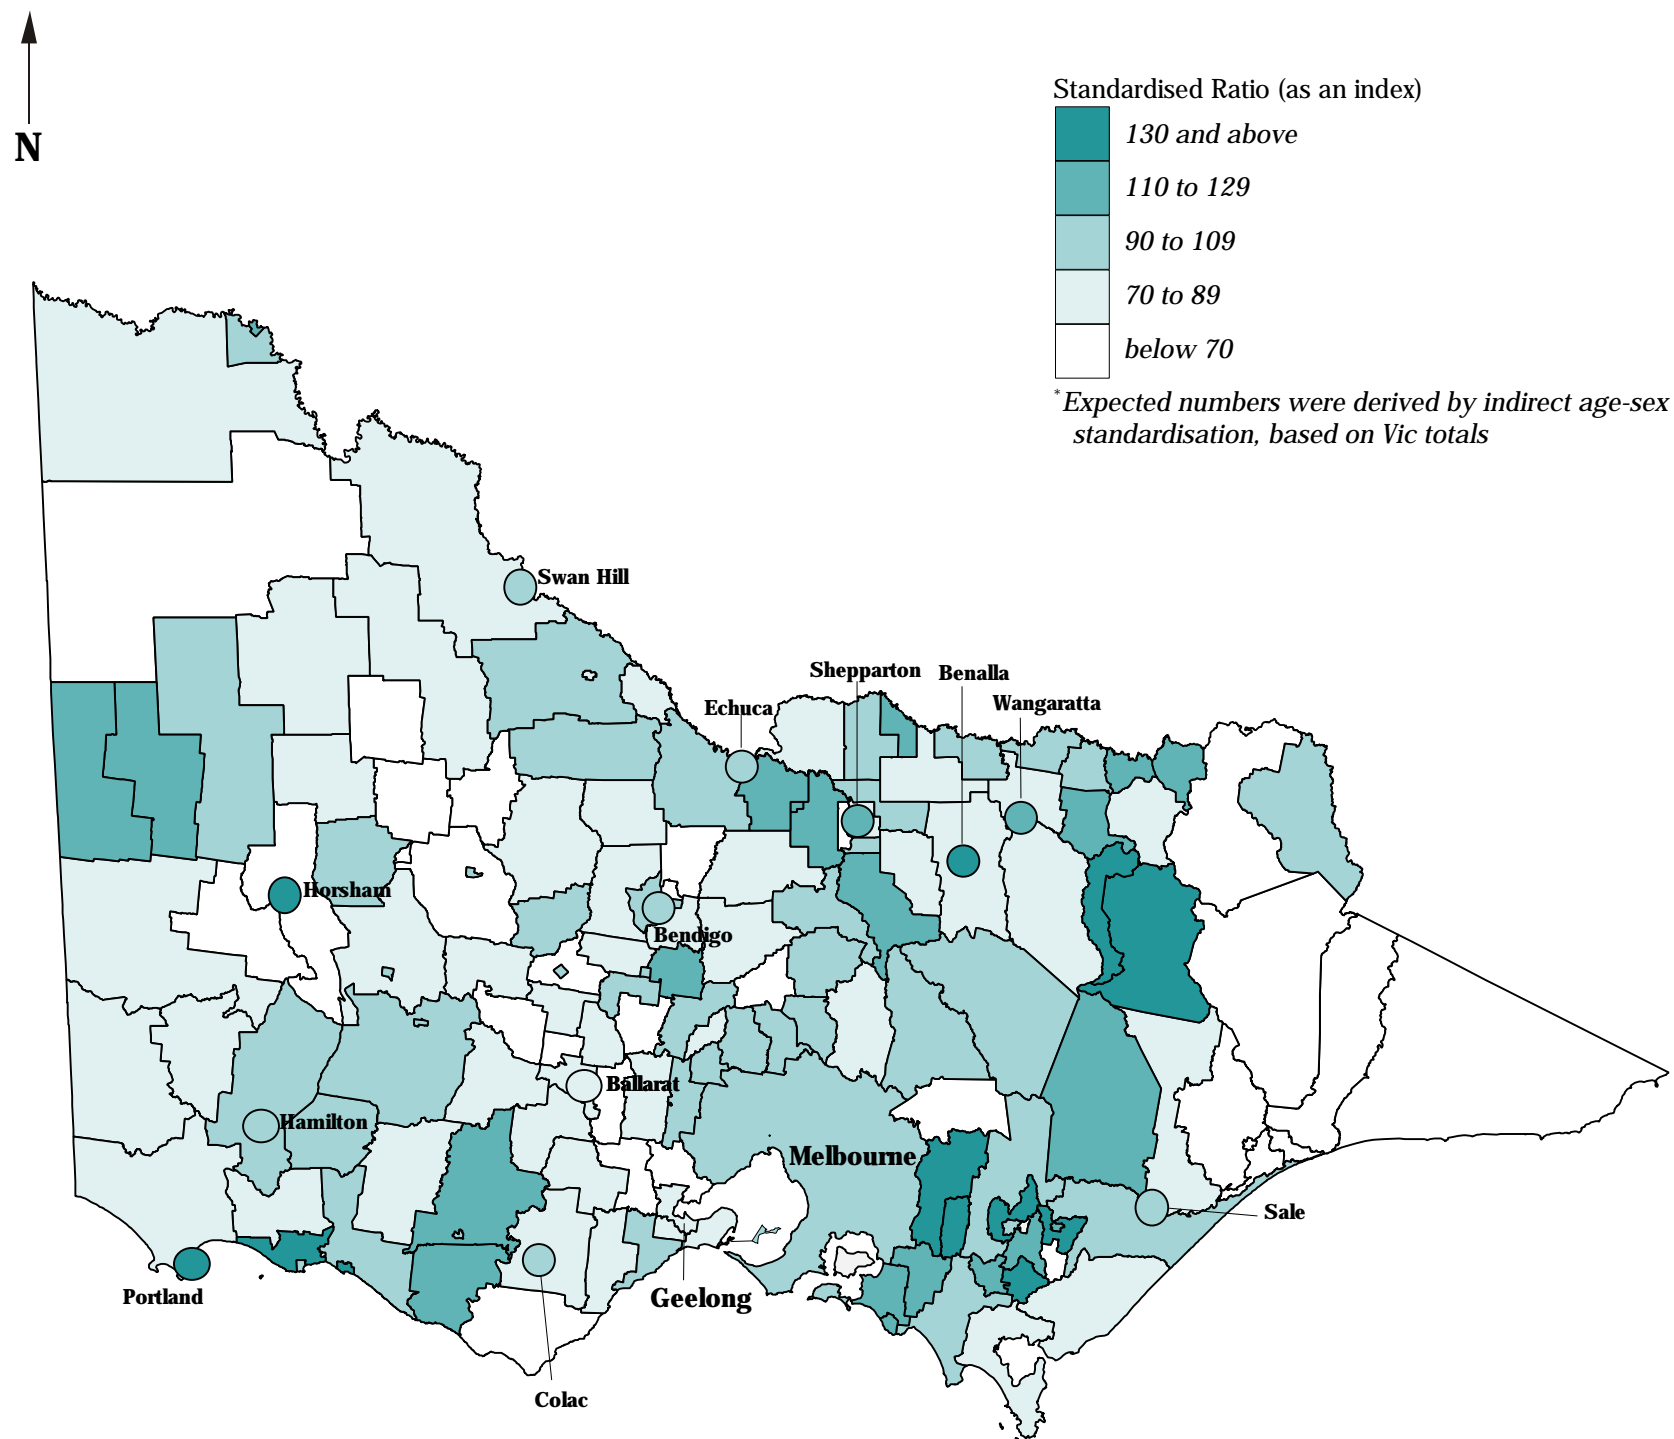 N
Standardised Ratio (as an index)
130 and above
110 to 129
90 to 109
70 to 89
below 70
*Expected numbers were derived by indirect age-sex
standardisation, based on Vic totals
Swan Hill
Shepparton
Benalla
Echuca
Wangaratta
Horsham
Bendigo
Ballarat
Hamilton
Melbourne
Sale
Portland
Geelong
Colac